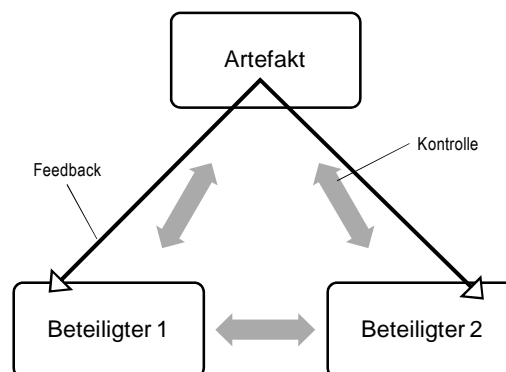 Artefakt
Kontrolle
Feedback
Beteiligter 1
Beteiligter 2